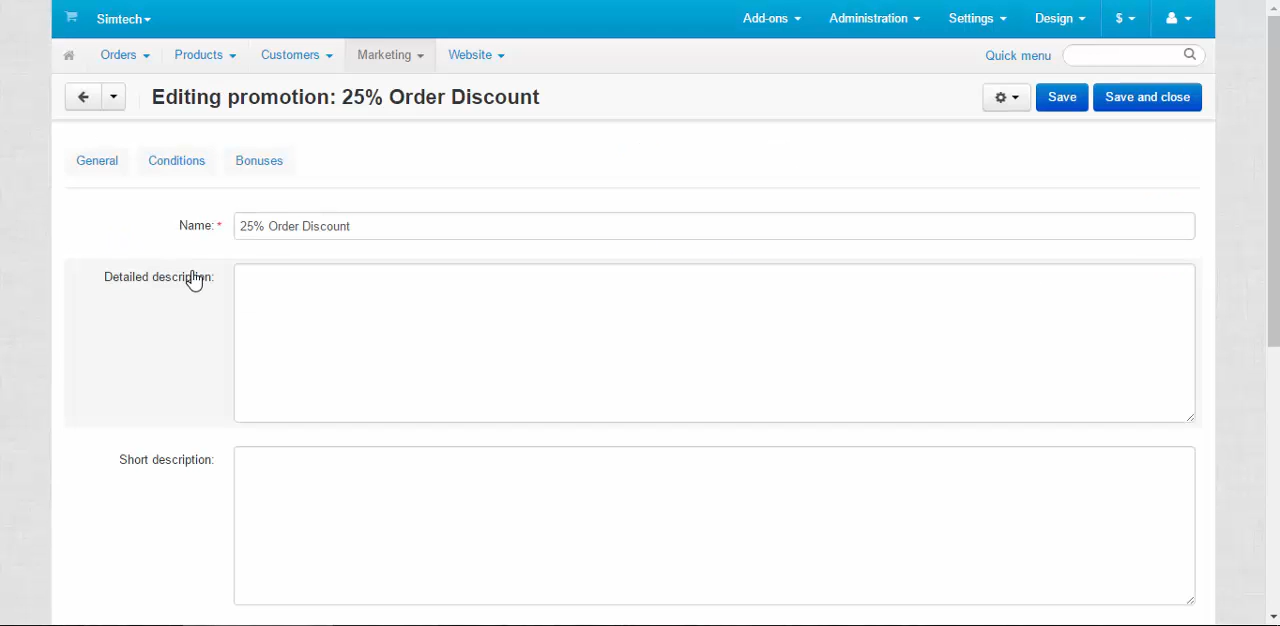 Simtech Add-ons Administration Settings Design $
Orders Products Customers Marketing Website Quick menu
Editing promotion: 25% Order Discount Save Save and close
General Conditions Bonuses
Name: * 25% Order Discount
Detailed description:
Short description: